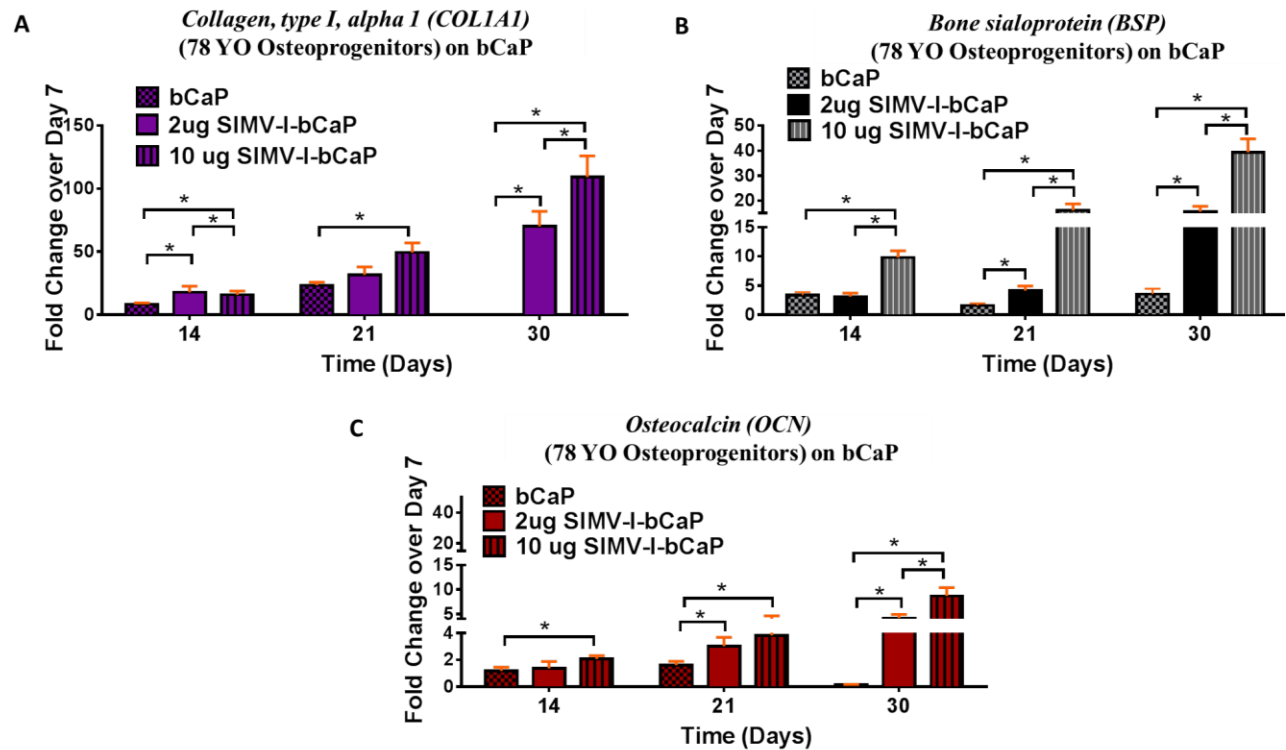 A
Collagen, type I, alpha 1 (COL1A1)
(78 YO Osteoprogenitors) on bCaP
bCaP
2ug SIMV-I-bCaP
10 ug SIMV-I-bCaP
Fold Change over Day 7
150
100
50
0
* * * * * * *
14 21 30
Time (Days)
B
Bone sialoprotein (BSP)
(78 YO Osteoprogenitors) on bCaP
bCaP
2ug SIMV-I-bCaP
10 ug SIMV-I-bCaP
Fold Change over Day 7
50
40
30
20
15
10
5
0
* * * * * * * *
14 21 30
Time (Days)
C
Osteocalcin (OCN)
(78 YO Osteoprogenitors) on bCaP
bCaP
2ug SIMV-I-bCaP
10 ug SIMV-I-bCaP
Fold Change over Day 7
40
20
15
10
5
4
2
0
* * * * * *
14 21 30
Time (Days)